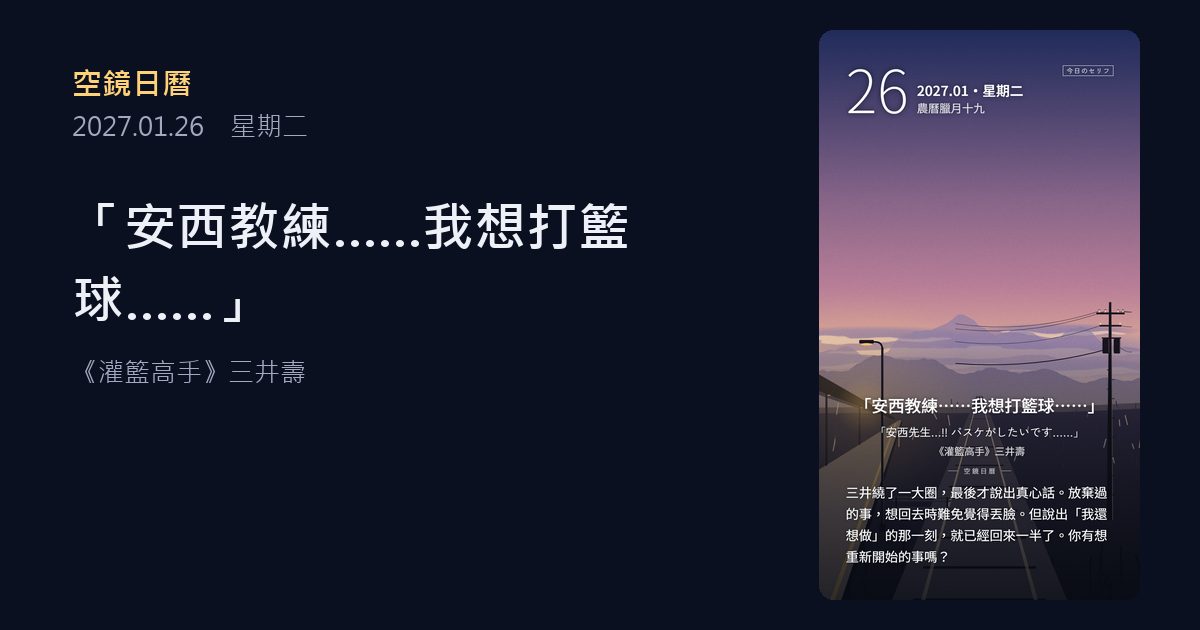 空鏡日曆
2027.01.26 星期二
「安西教練……我想打籃
球……」
《灌籃高手》三井壽
26
2027.01・星期二
農曆臘月十九
今日のセリフ
「安西教練……我想打籃球……」
「安西先生…!! バスケがしたいです……」
《灌籃高手》三井壽
空鏡日曆
三井繞了一大圈，最後才說出真心話。放棄過
的事，想回去時難免覺得丟臉。但說出「我還
想做」的那一刻，就已經回來一半了。你有想
重新開始的事嗎？